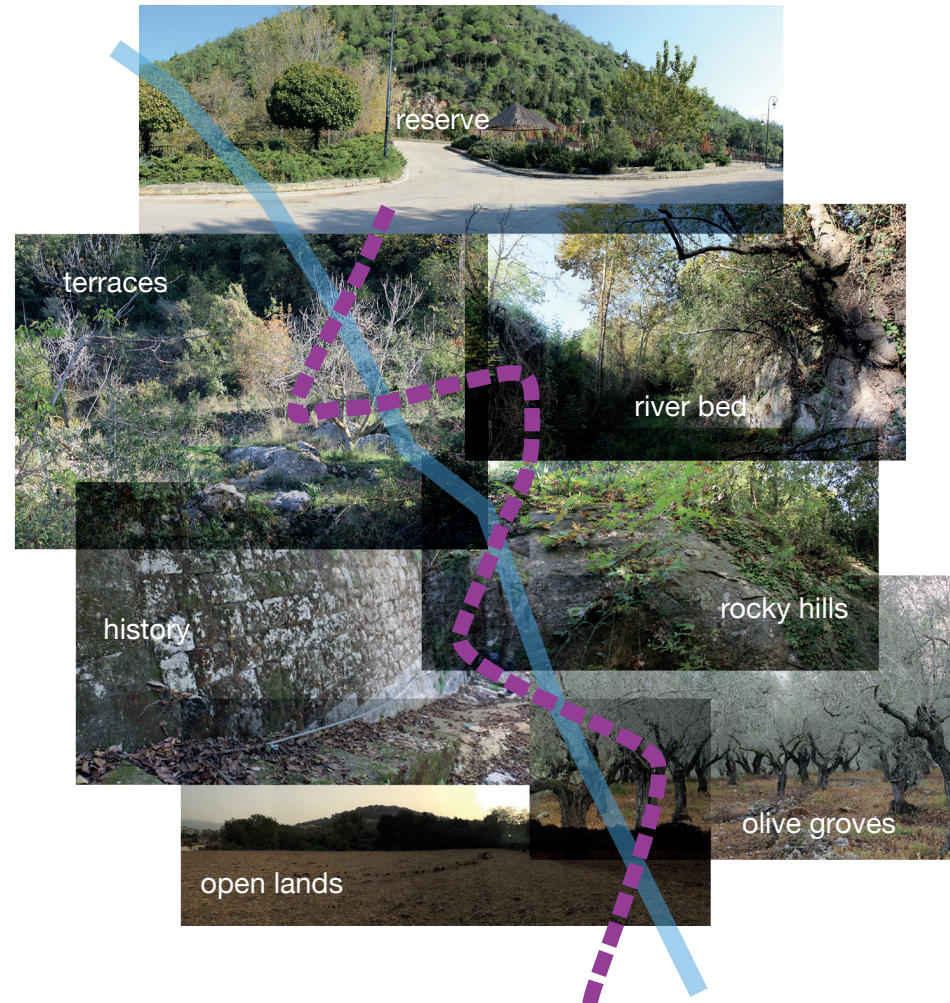 reserve
terraces
river bed
rocky hills
history
olive groves
open lands